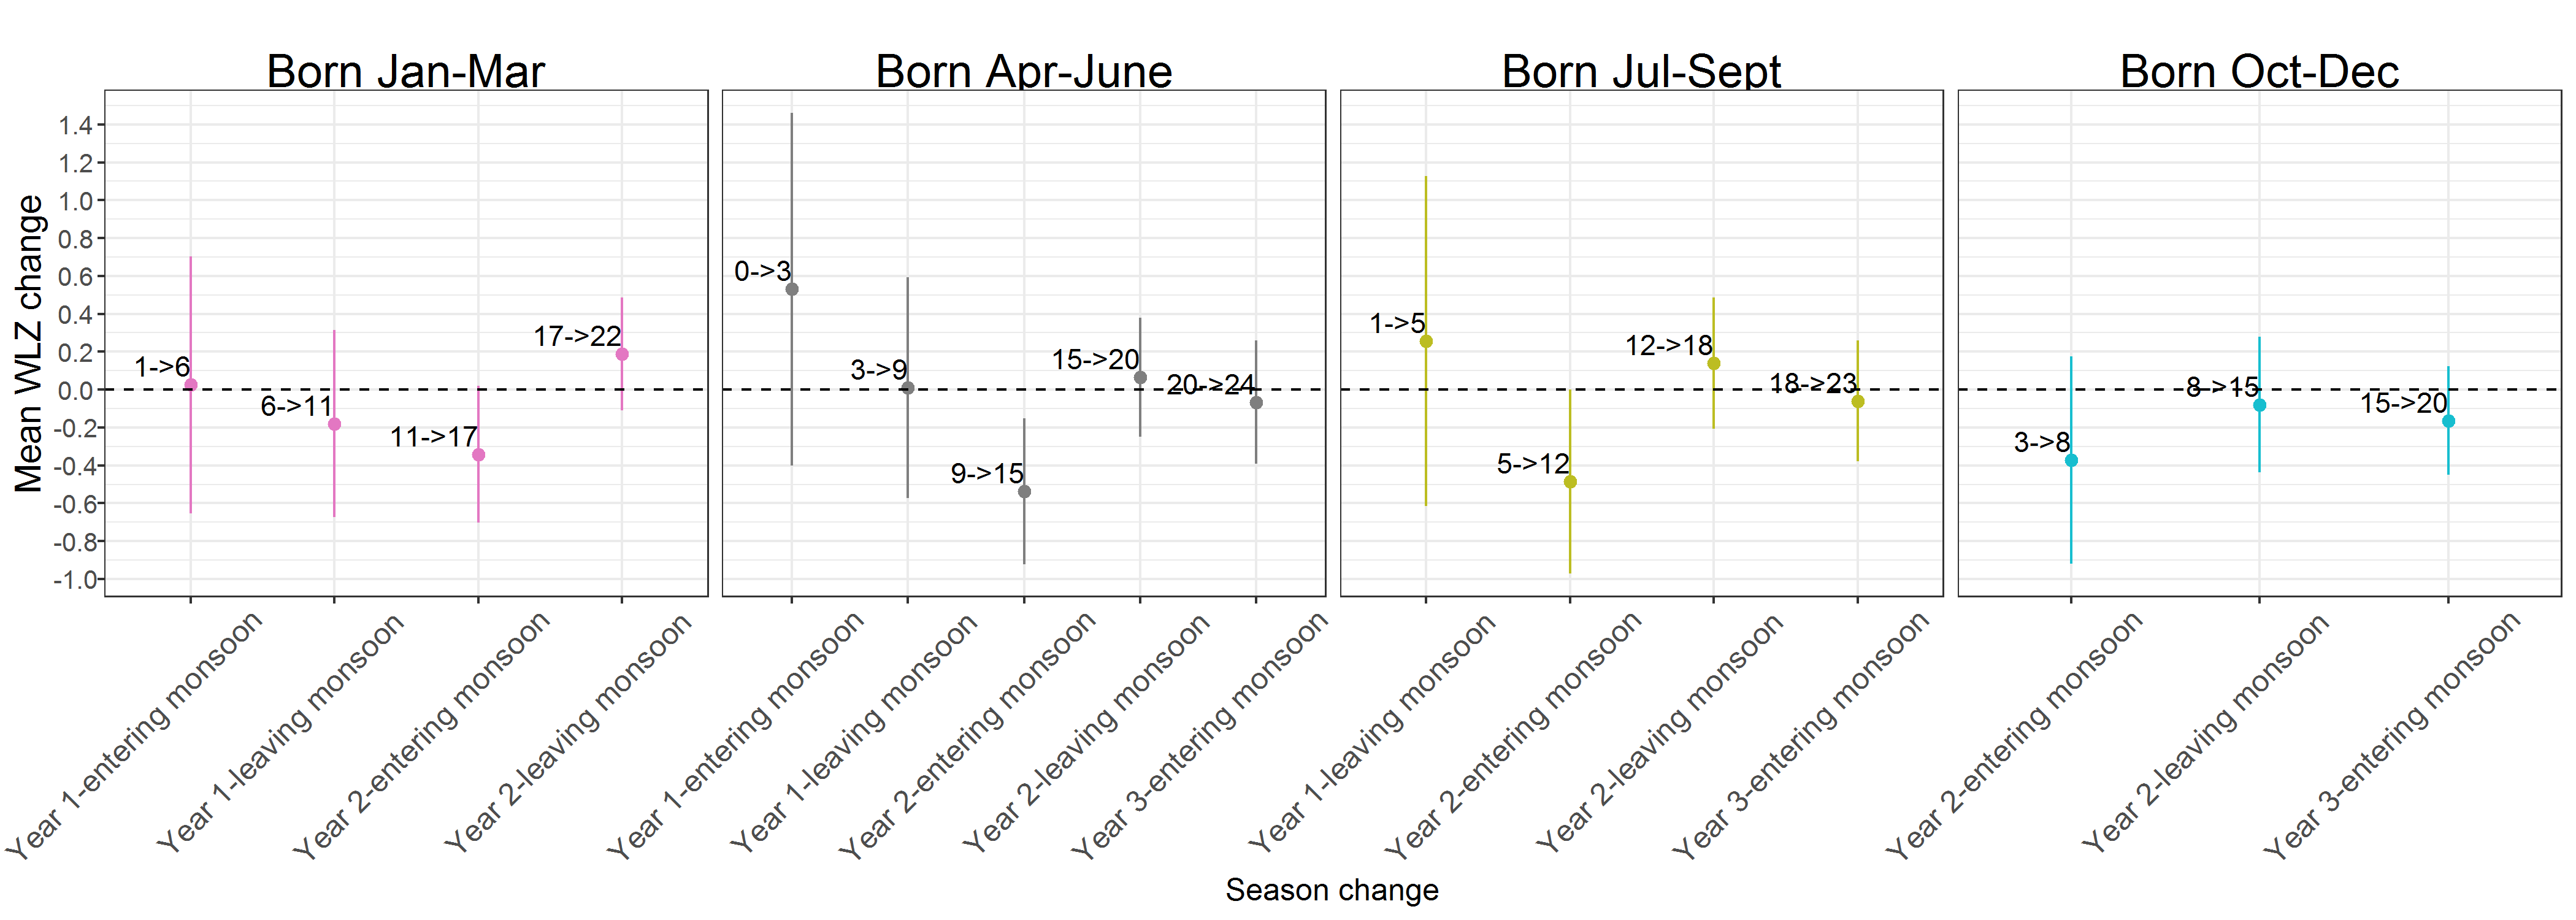 Born Jan-Mar
Born Apr-June
Born Jul-Sept
Born Oct-Dec
Mean WLZ change
1.4
1.2
1.0
0.8
0.6
0.4
0.2
0.0
-0.2
-0.4
-0.6
-0.8
-1.0
1->6
6->11
11->17
17->22
0->3
3->9
9->15
15->20
20->24
1->5
5->12
12->18
18->23
3->8
8->15
15->20
Year 1-entering monsoon
Year 1-leaving monsoon
Year 2-entering monsoon
Year 2-leaving monsoon
Year 1-entering monsoon
Year 1-leaving monsoon
Year 2-entering monsoon
Year 2-leaving monsoon
Year 3-entering monsoon
Year 1-leaving monsoon
Year 2-entering monsoon
Year 2-leaving monsoon
Year 3-entering monsoon
Year 2-entering monsoon
Year 2-leaving monsoon
Year 3-entering monsoon
Season change